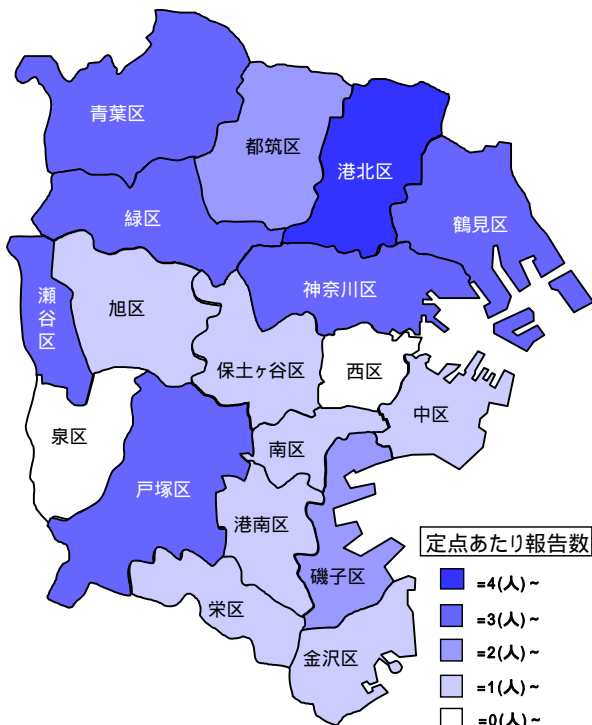 青葉区
都筑区
港北区
鶴見区
緑区
神奈川区
瀬谷区
旭区
保土ヶ谷区
西区
中区
泉区
南区
戸塚区
港南区
磯子区
栄区
金沢区
定点あたり報告数
=4(人)~
=3(人)~
=2(人)~
=1(人)~
=0(人)~